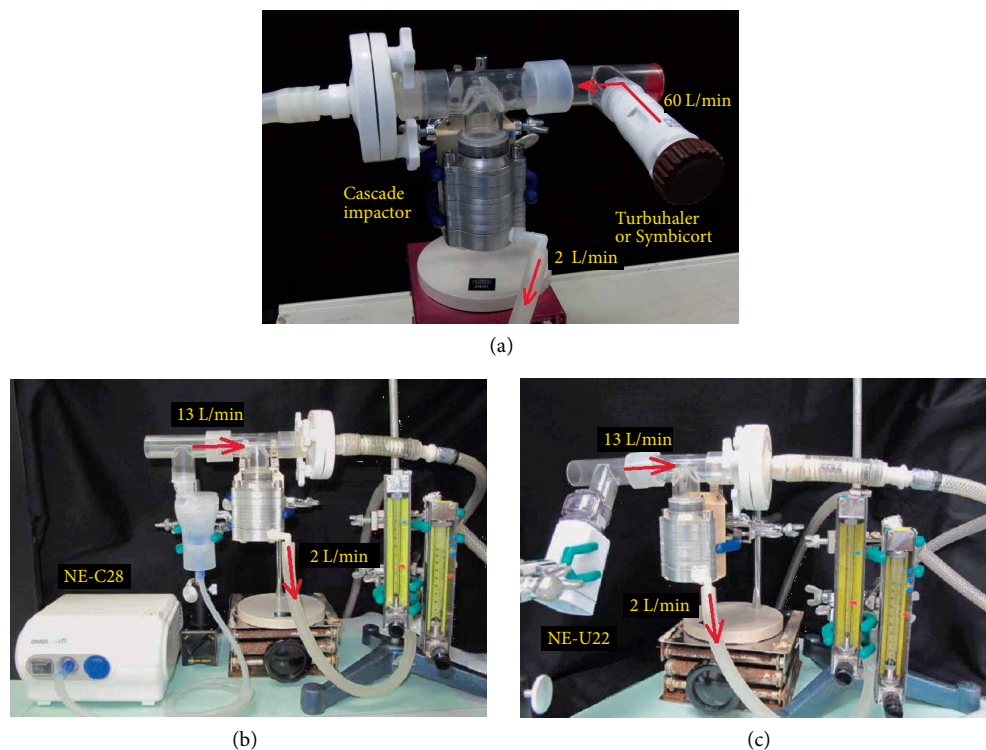 60 L/min
Cascade
impactor
Turbuhaler
or Symbicort
2 L/min
(a)
13 L/min
2 L/min
NE-C28
(b)
13 L/min
2 L/min
NE-U22
(c)